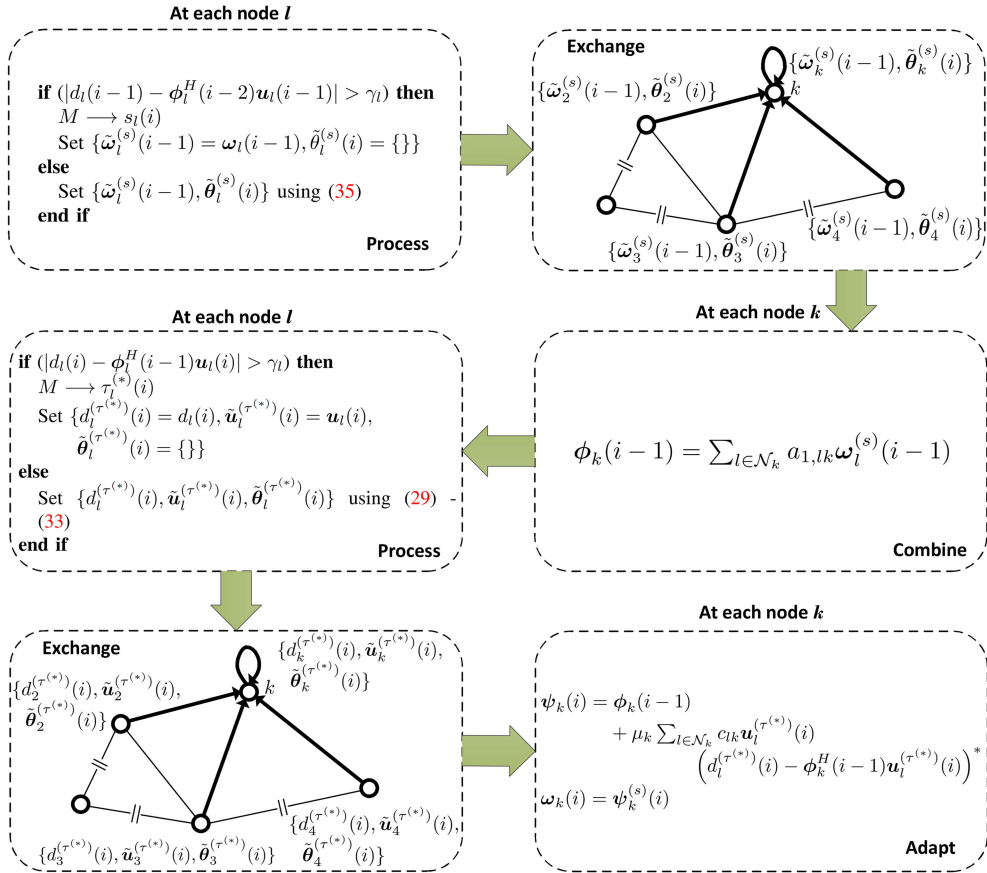 At each node l
if (|d_l(i − 1) − ϕ_l^H(i − 2)u_l(i − 1)| > γ_l) then
M ⟶ s_l(i)
Set {ω̃_l^{(s)}(i − 1) = ω_l(i − 1), θ̃_l^{(s)}(i) = {}}
else
Set {ω̃_l^{(s)}(i − 1), θ̃_l^{(s)}(i)} using (35)
end if
Process
Exchange
{ω̃_k^{(s)}(i−1), θ̃_k^{(s)}(i)}
k
{ω̃_2^{(s)}(i−1), θ̃_2^{(s)}(i)}
{ω̃_4^{(s)}(i−1), θ̃_4^{(s)}(i)}
{ω̃_3^{(s)}(i−1), θ̃_3^{(s)}(i)}
At each node k
ϕ_k(i − 1) = ∑_{l∈N_k} a_{1,lk}ω_l^{(s)}(i − 1)
Combine
At each node l
if (|d_l(i) − ϕ_l^H(i − 1)u_l(i)| > γ_l) then
M ⟶ τ_l^{(*)}(i)
Set {d_l^{(τ^{(*)})}(i) = d_l(i), ũ_l^{(τ^{(*)})}(i) = u_l(i),
θ̃_l^{(τ^{(*)})}(i) = {}}
else
Set {d_l^{(τ^{(*)})}(i), ũ_l^{(τ^{(*)})}(i), θ̃_l^{(τ^{(*)})}(i)} using (29) -
(33)
end if
Process
Exchange
{d_k^{(τ^{(*)})}(i), ũ_k^{(τ^{(*)})}(i),
θ̃_k^{(τ^{(*)})}(i)}
k
{d_2^{(τ^{(*)})}(i), ũ_2^{(τ^{(*)})}(i),
θ̃_2^{(τ^{(*)})}(i)}
{d_4^{(τ^{(*)})}(i), ũ_4^{(τ^{(*)})}(i),
θ̃_4^{(τ^{(*)})}(i)}
{d_3^{(τ^{(*)})}(i), ũ_3^{(τ^{(*)})}(i), θ̃_3^{(τ^{(*)})}(i)}
At each node k
ψ_k(i) = ϕ_k(i − 1)
+ μ_k ∑_{l∈N_k} c_{lk}u_l^{(τ^{(*)})}(i)
(d_l^{(τ^{(*)})}(i) − ϕ_k^H(i − 1)u_l^{(τ^{(*)})}(i))^*
ω_k(i) = ψ_k^{(s)}(i)
Adapt